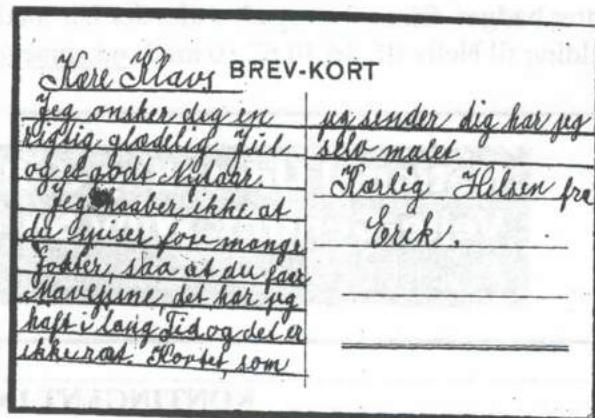 Kære Klavs
BREV-KORT
Jeg ønsker dig en
rigtig glædelig Jul
og et godt Nytaar.
Jeg haaber ikke at
du spiser for mange
Godter, saa at du faar
Mavepine, det har jeg
haft i lang Tid og det er
ikke rart. Kortet, som
jeg sender dig har jeg
selv malet
Kærlig Hilsen fra
Erik.
KONTINGENT